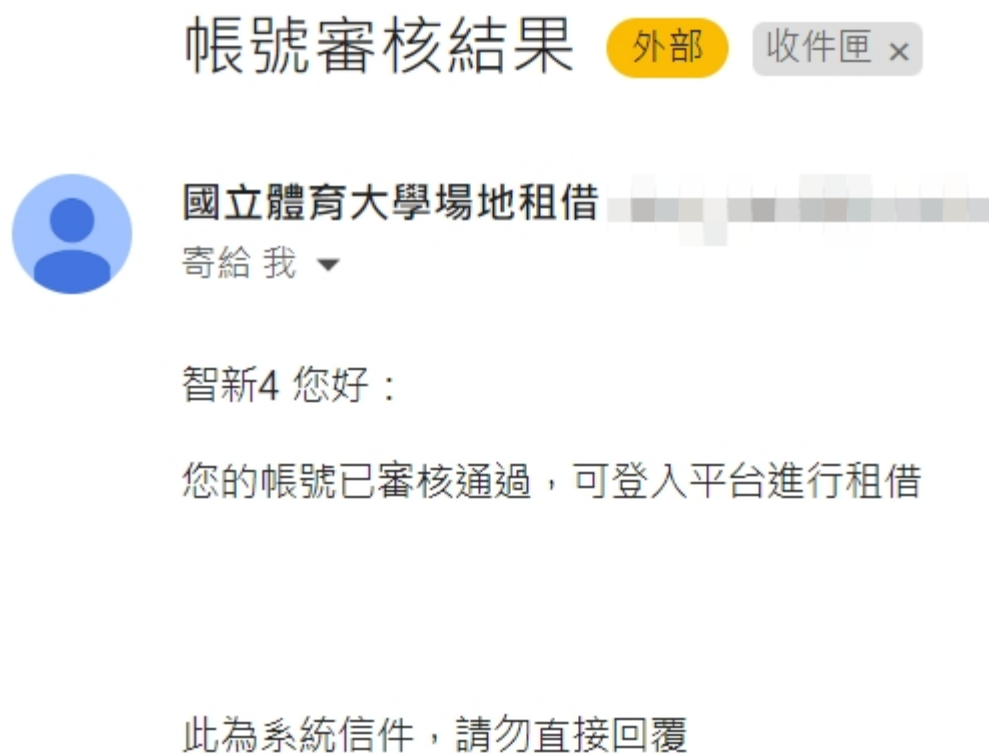 帳號審核結果 外部 收件匣 ×
國立體育大學場地租借
寄給 我
智新4 您好：
您的帳號已審核通過，可登入平台進行租借
此為系統信件，請勿直接回覆